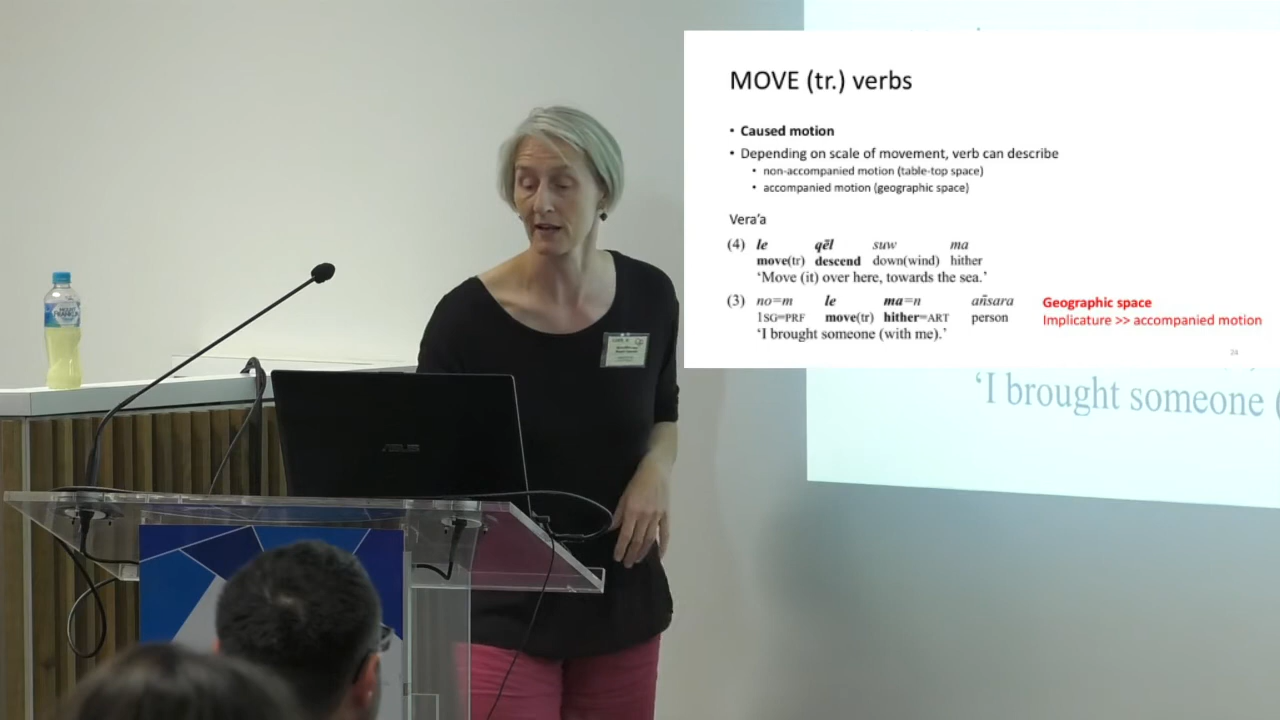 MOVE (tr.) verbs
• Caused motion
• Depending on scale of movement, verb can describe
• non-accompanied motion (table-top space)
• accompanied motion (geographic space)
Vera'a
(4) le qēl suw ma
move(tr) descend down(wind) hither
'Move (it) over here, towards the sea.'
(3) no=m le ma=n an̄sara
1SG=PRF move(tr) hither=ART person
'I brought someone (with me).'
Geographic space
Implicature >> accompanied motion
24
'I brought someone (